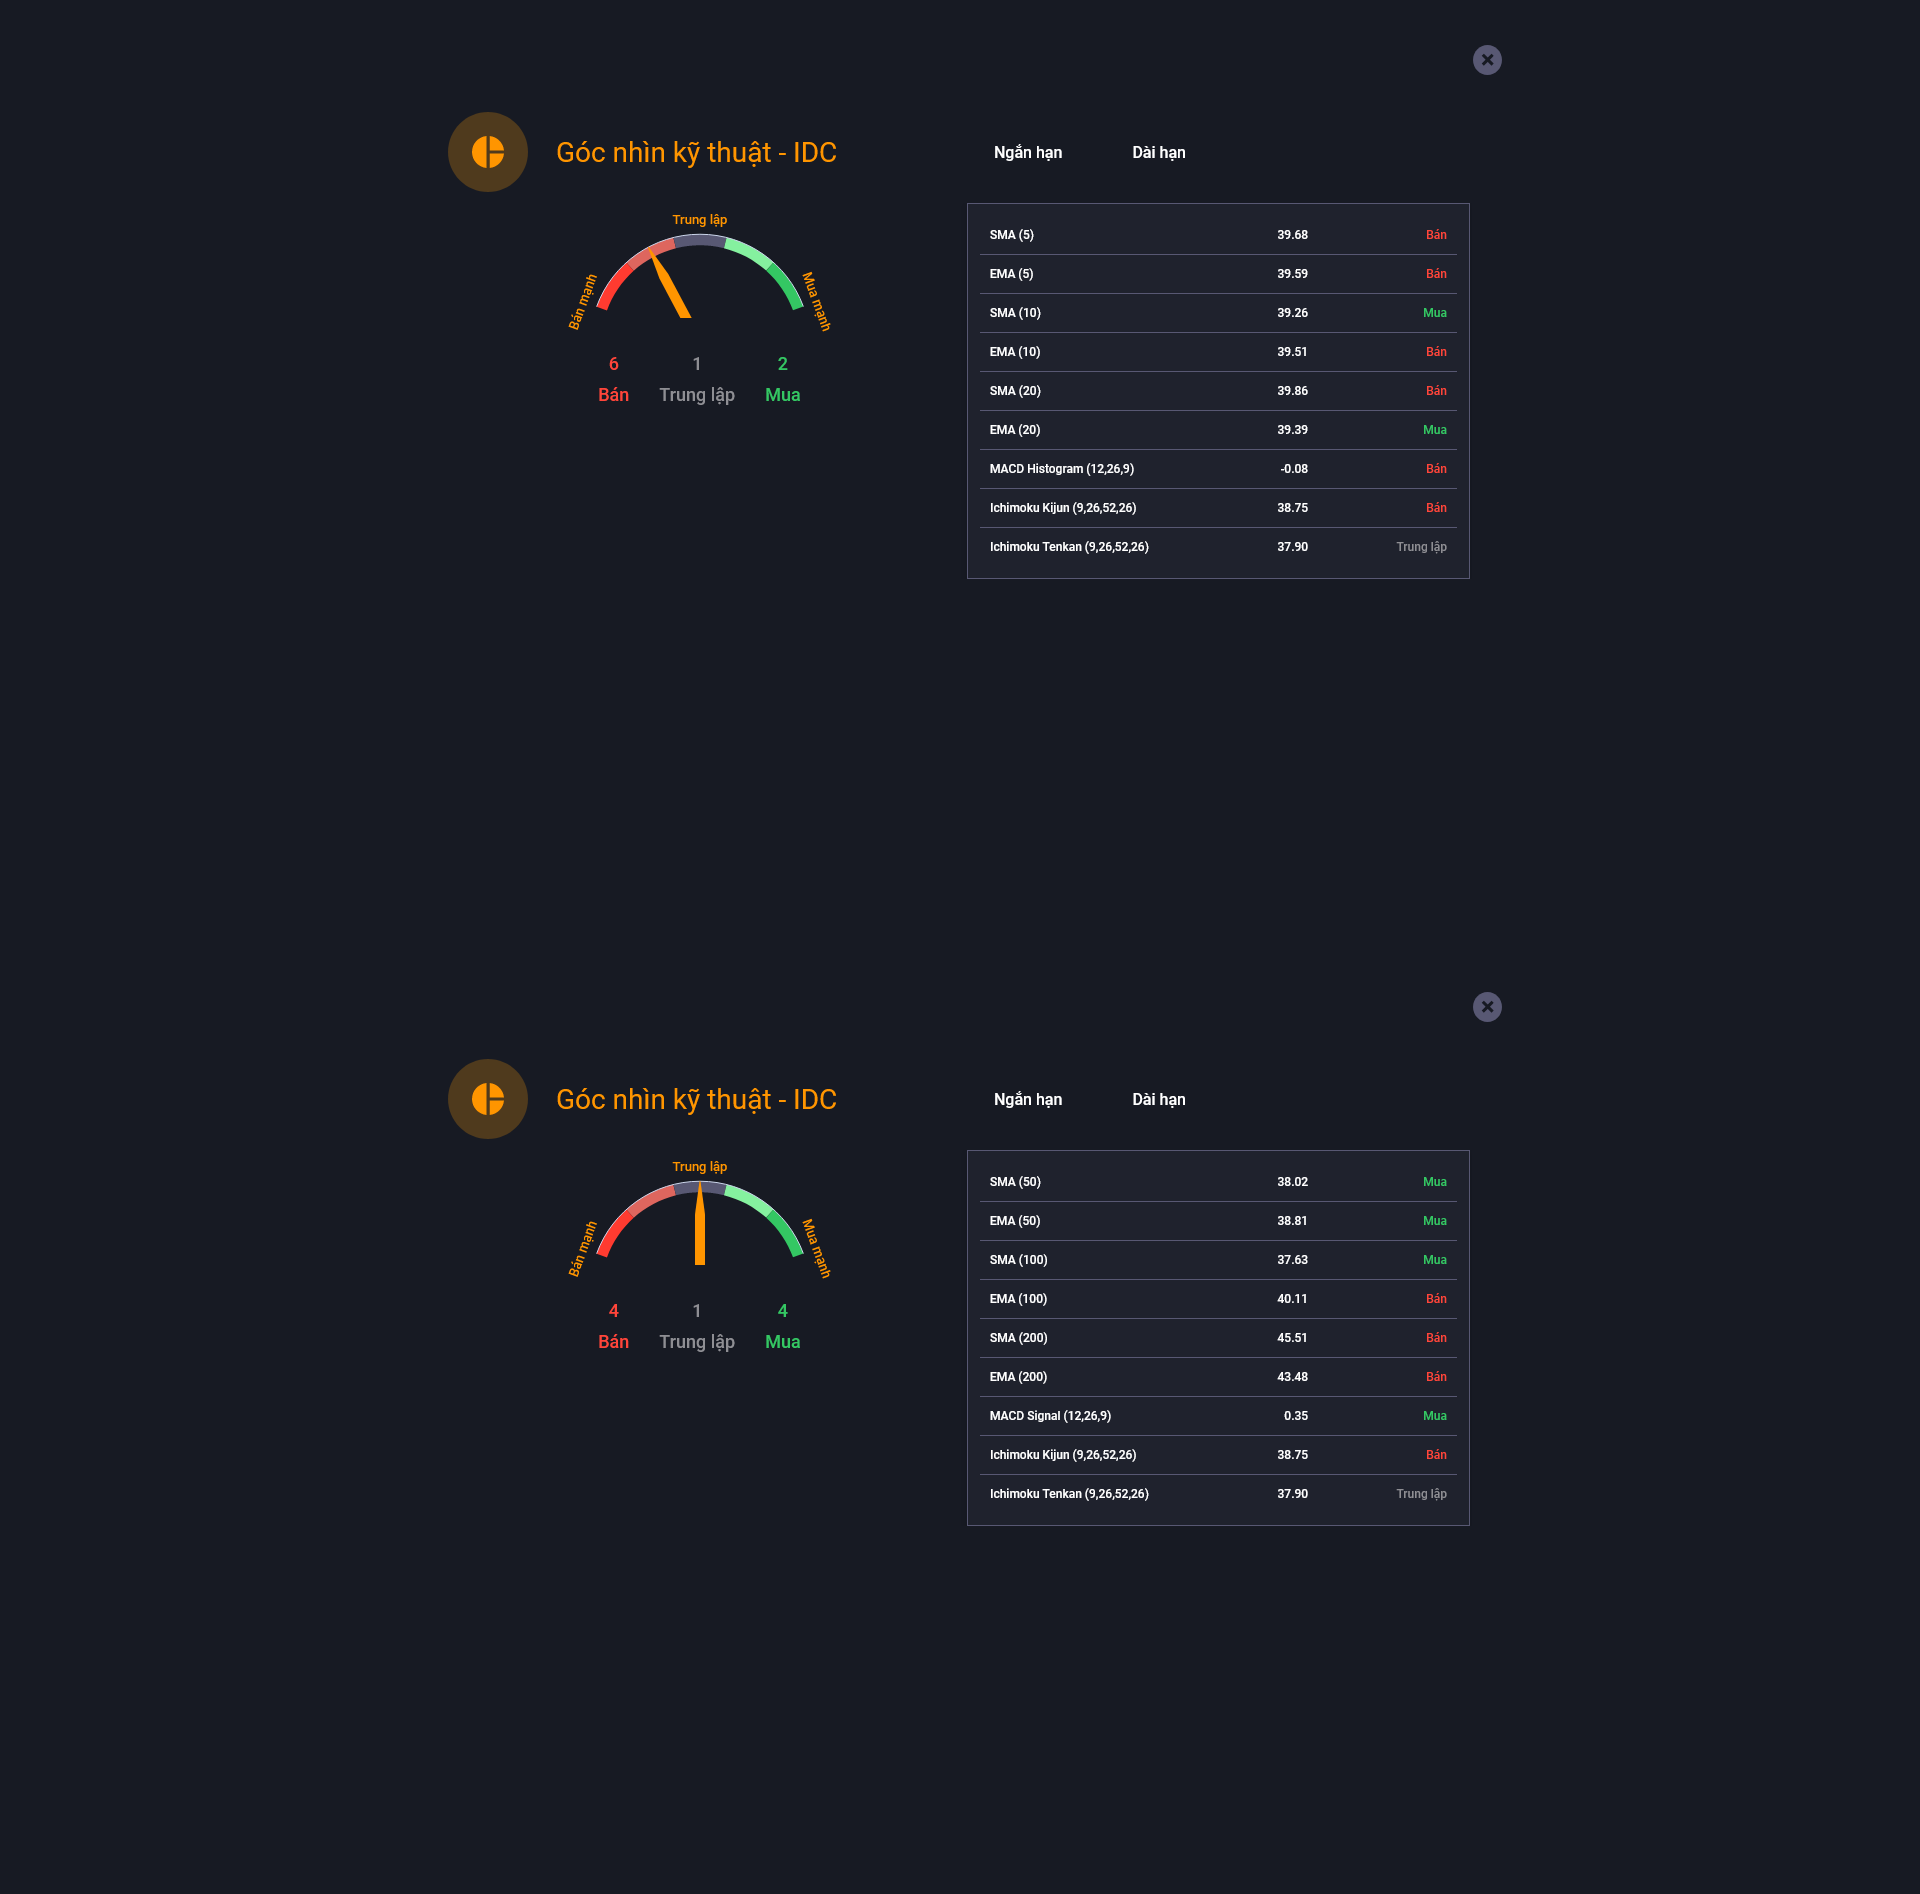 Góc nhìn kỹ thuật - IDC
Ngắn hạn Dài hạn
Trung lập
Bán mạnh
Mua mạnh
6 1 2
Bán Trung lập Mua
SMA (5) 39.68 Bán
EMA (5) 39.59 Bán
SMA (10) 39.26 Mua
EMA (10) 39.51 Bán
SMA (20) 39.86 Bán
EMA (20) 39.39 Mua
MACD Histogram (12,26,9) -0.08 Bán
Ichimoku Kijun (9,26,52,26) 38.75 Bán
Ichimoku Tenkan (9,26,52,26) 37.90 Trung lập
Góc nhìn kỹ thuật - IDC
Ngắn hạn Dài hạn
Trung lập
Bán mạnh
Mua mạnh
4 1 4
Bán Trung lập Mua
SMA (50) 38.02 Mua
EMA (50) 38.81 Mua
SMA (100) 37.63 Mua
EMA (100) 40.11 Bán
SMA (200) 45.51 Bán
EMA (200) 43.48 Bán
MACD Signal (12,26,9) 0.35 Mua
Ichimoku Kijun (9,26,52,26) 38.75 Bán
Ichimoku Tenkan (9,26,52,26) 37.90 Trung lập